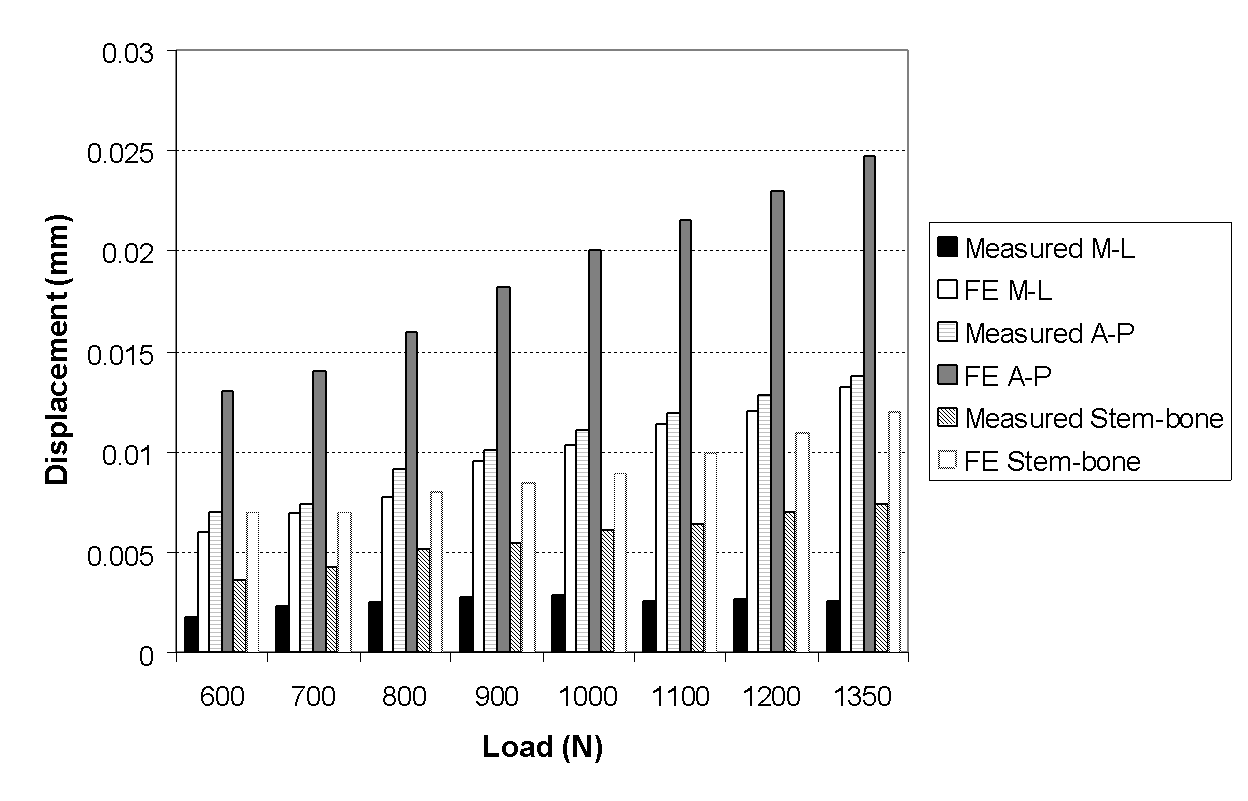 0.03
0.025
0.02
0.015
0.01
0.005
0
Displacement (mm)
600 700 800 900 1000 1100 1200 1350
Load (N)
Measured M-L
FE M-L
Measured A-P
FE A-P
Measured Stem-bone
FE Stem-bone